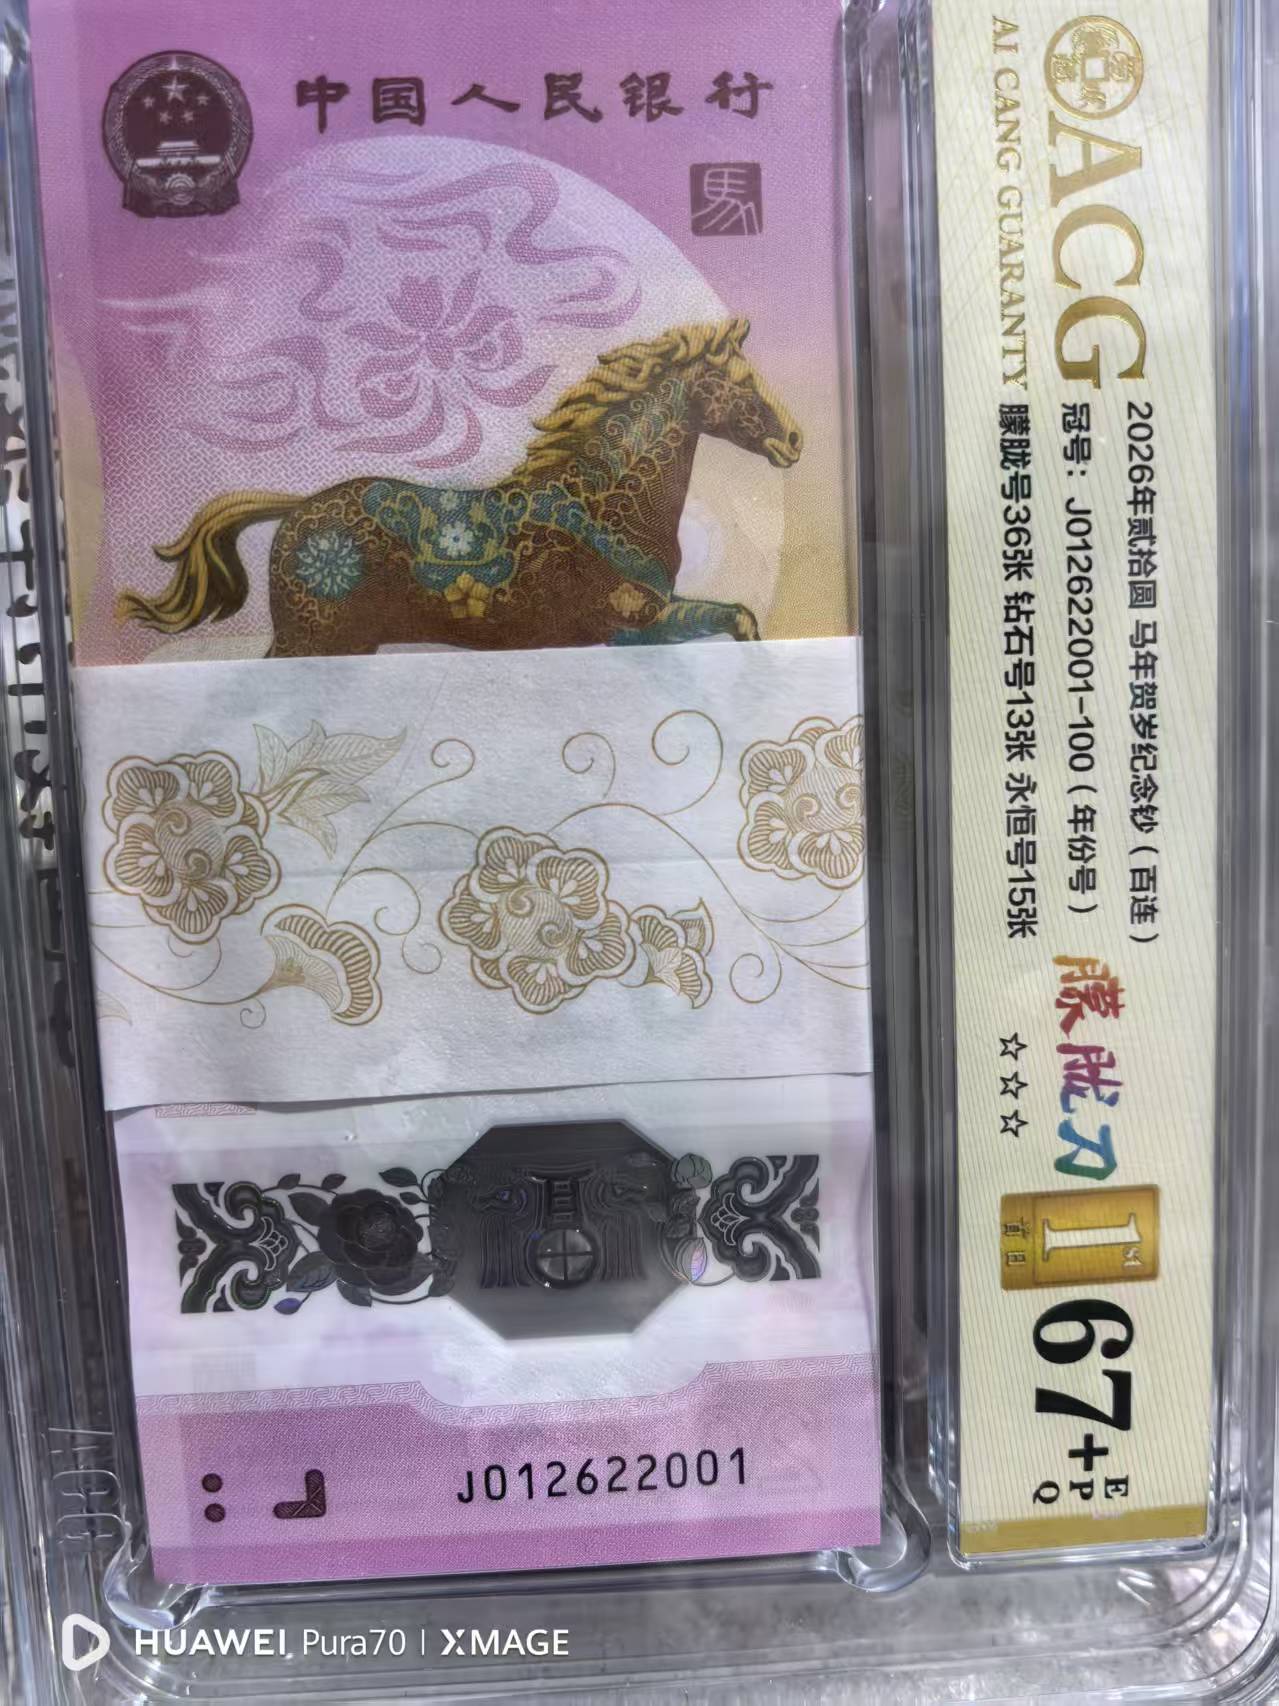 中国人民银行
馬
J012622001
ACG
AI CANG GUARANTY
2026年贰拾圆 马年贺岁纪念钞(百连)
冠号:J012622001-100(年份号)
朦胧号36张 钻石号13张 永恒号15张
朦胧刀
☆☆☆
1ST
首日
67+
E
P
Q
HUAWEI Pura70 | XMAGE